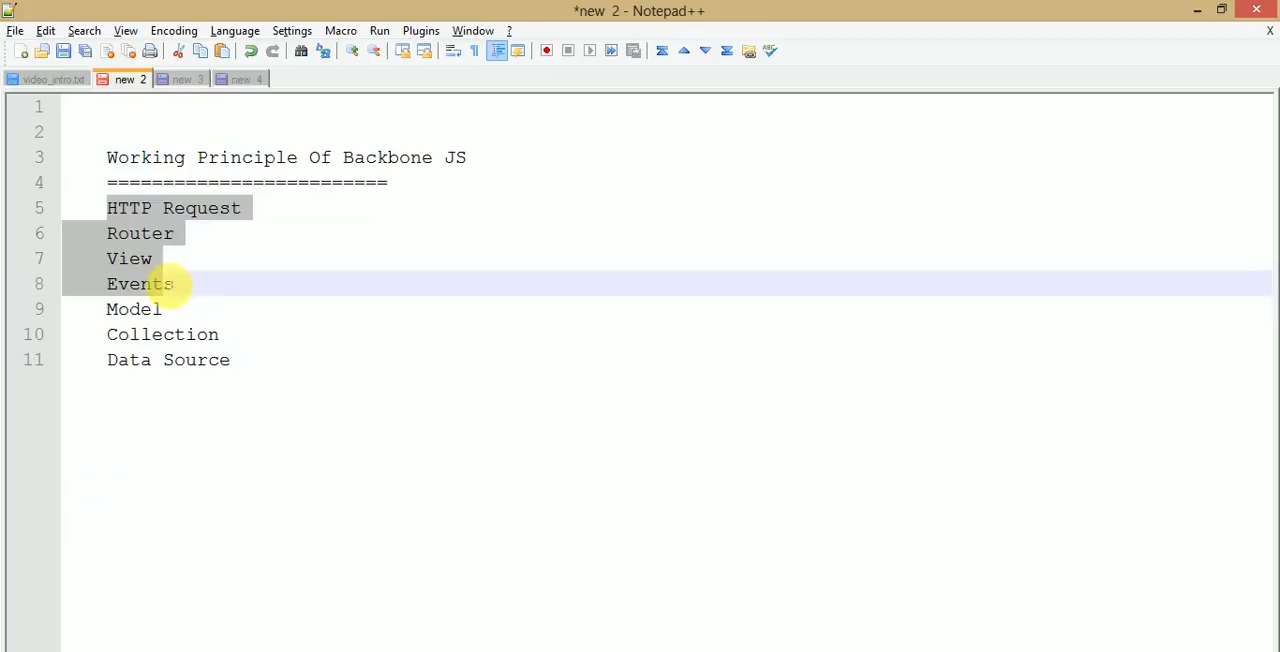 *new 2 - Notepad++
File Edit Search View Encoding Language Settings Macro Run Plugins Window ? X
video_intro.txt new 2 new 3 new 4
1
2
3 Working Principle Of Backbone JS
4 =========================
5 HTTP Request
6 Router
7 View
8 Events
9 Model
10 Collection
11 Data Source